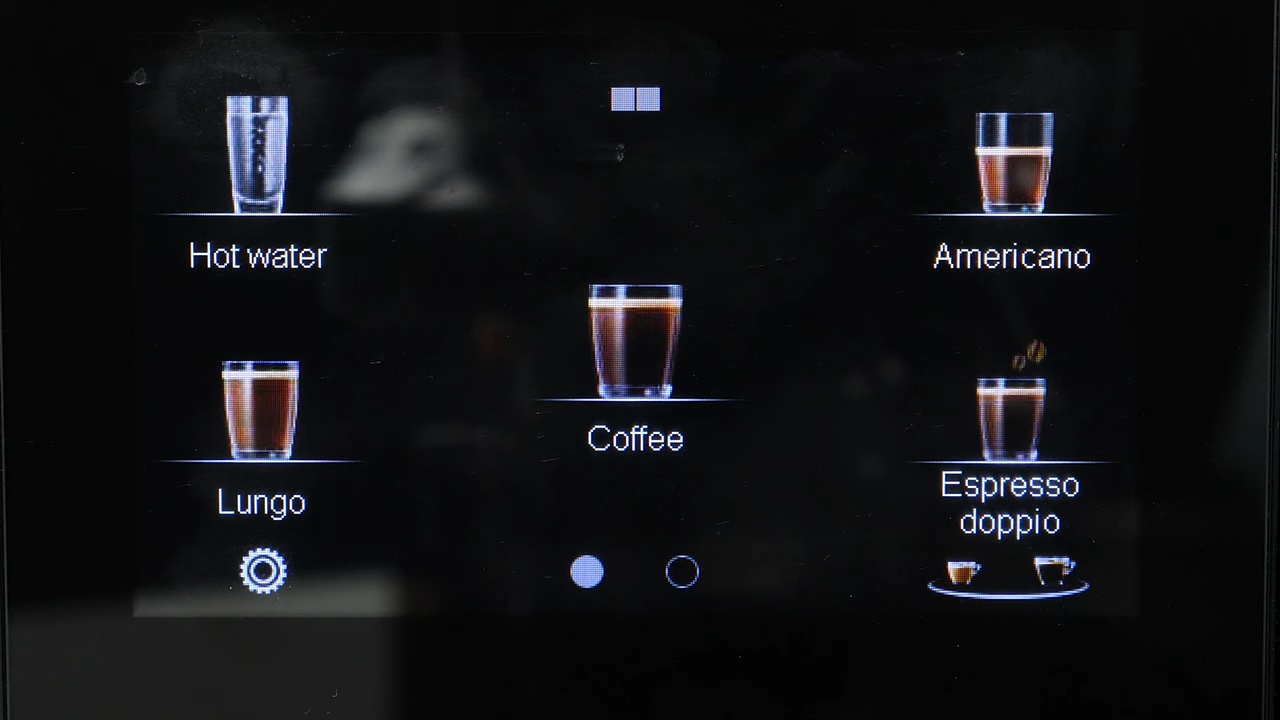 Hot water
Americano
Coffee
Lungo
Espresso
doppio